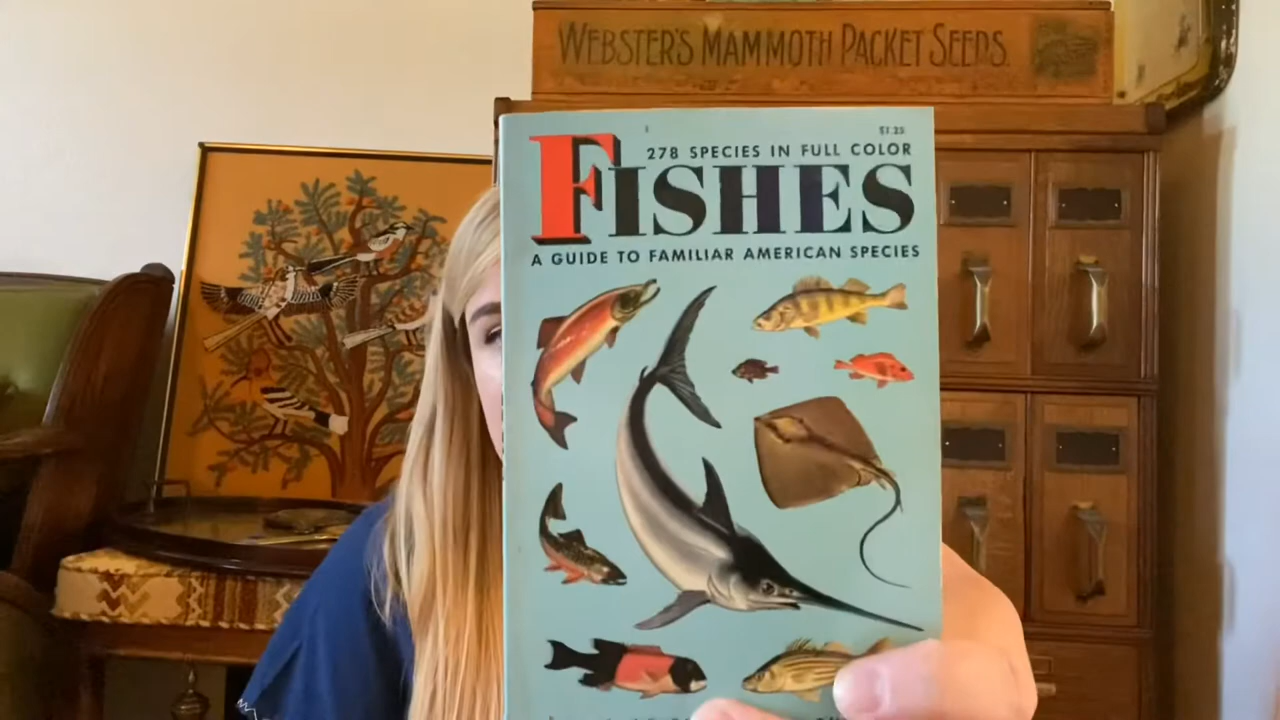 WEBSTER'S MAMMOTH PACKET SEEDS.
$1.25
278 SPECIES IN FULL COLOR
FISHES
A GUIDE TO FAMILIAR AMERICAN SPECIES